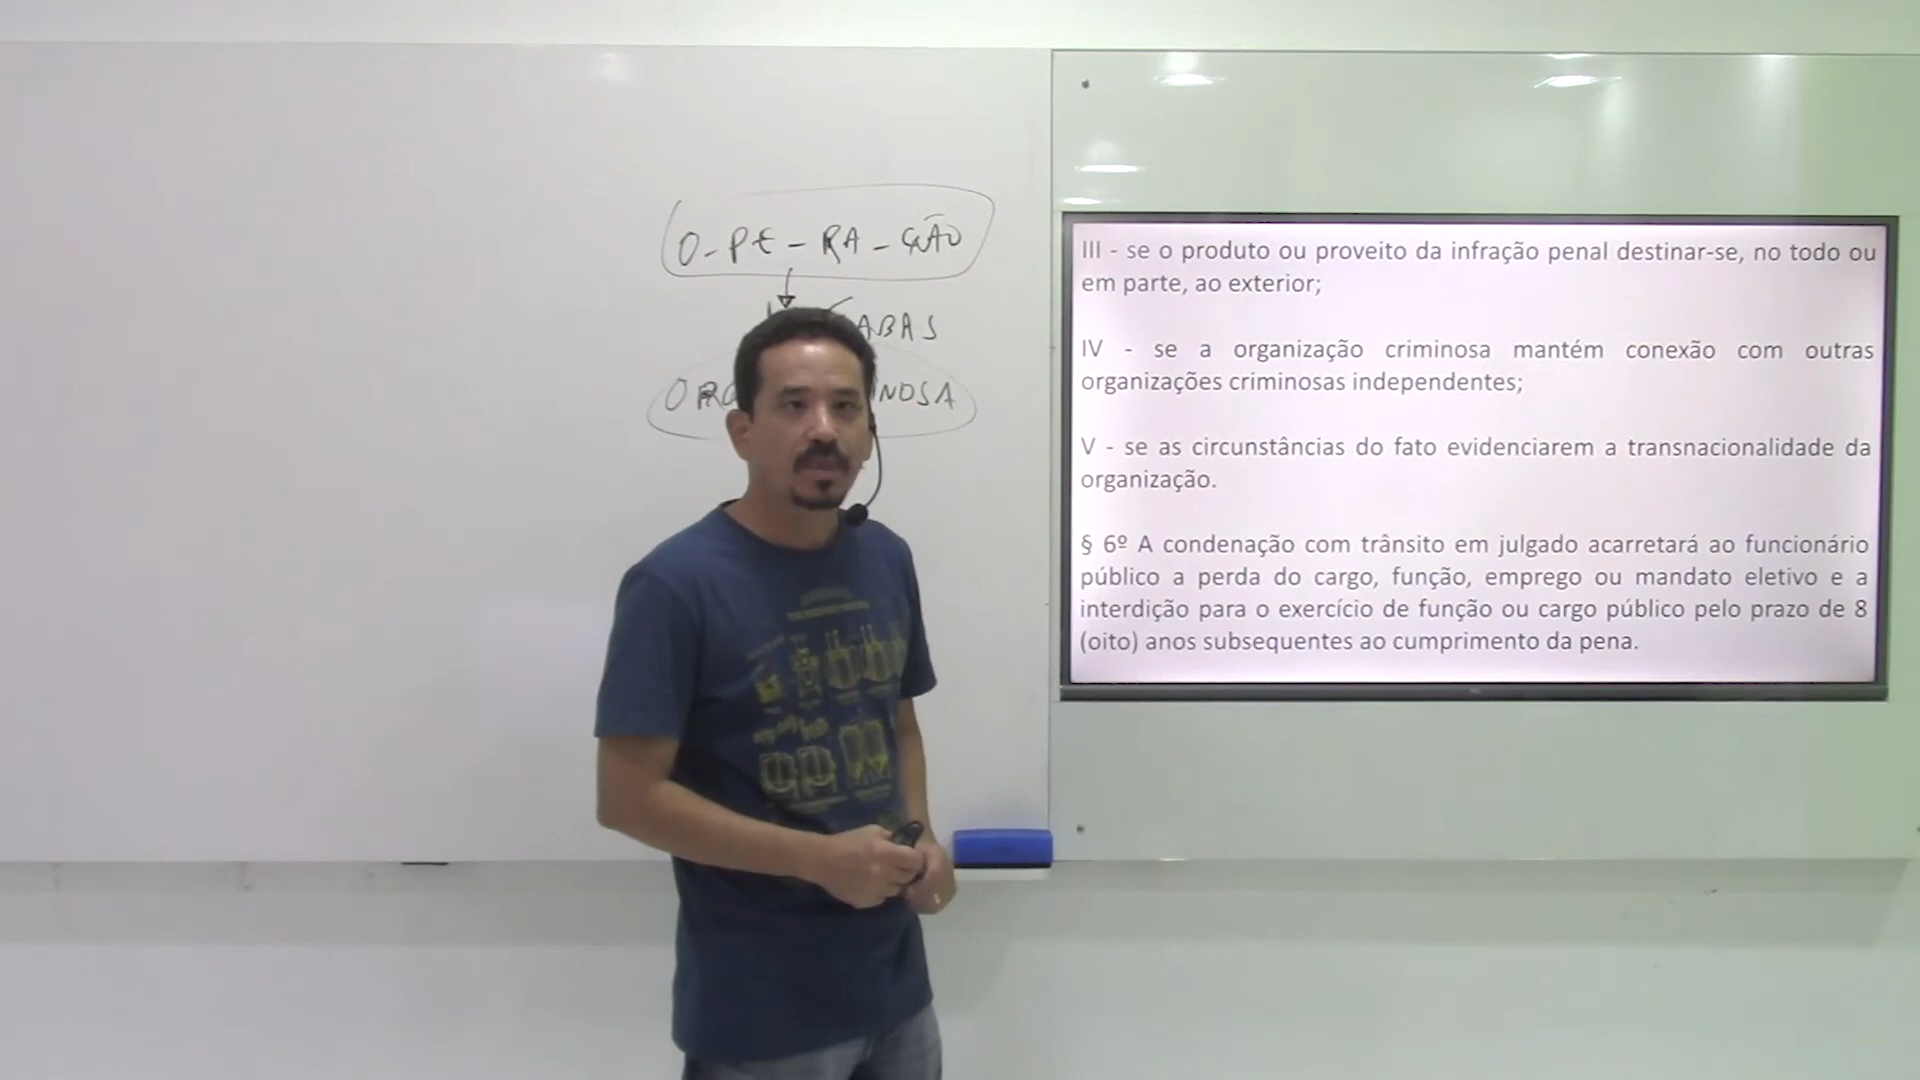 O-PE-RA-ÇÃO
ABAS
INOSA
III - se o produto ou proveito da infração penal destinar-se, no todo ou
em parte, ao exterior;
IV - se a organização criminosa mantém conexão com outras
organizações criminosas independentes;
V - se as circunstâncias do fato evidenciarem a transnacionalidade da
organização.
§ 6º A condenação com trânsito em julgado acarretará ao funcionário
público a perda do cargo, função, emprego ou mandato eletivo e a
interdição para o exercício de função ou cargo público pelo prazo de 8
(oito) anos subsequentes ao cumprimento da pena.